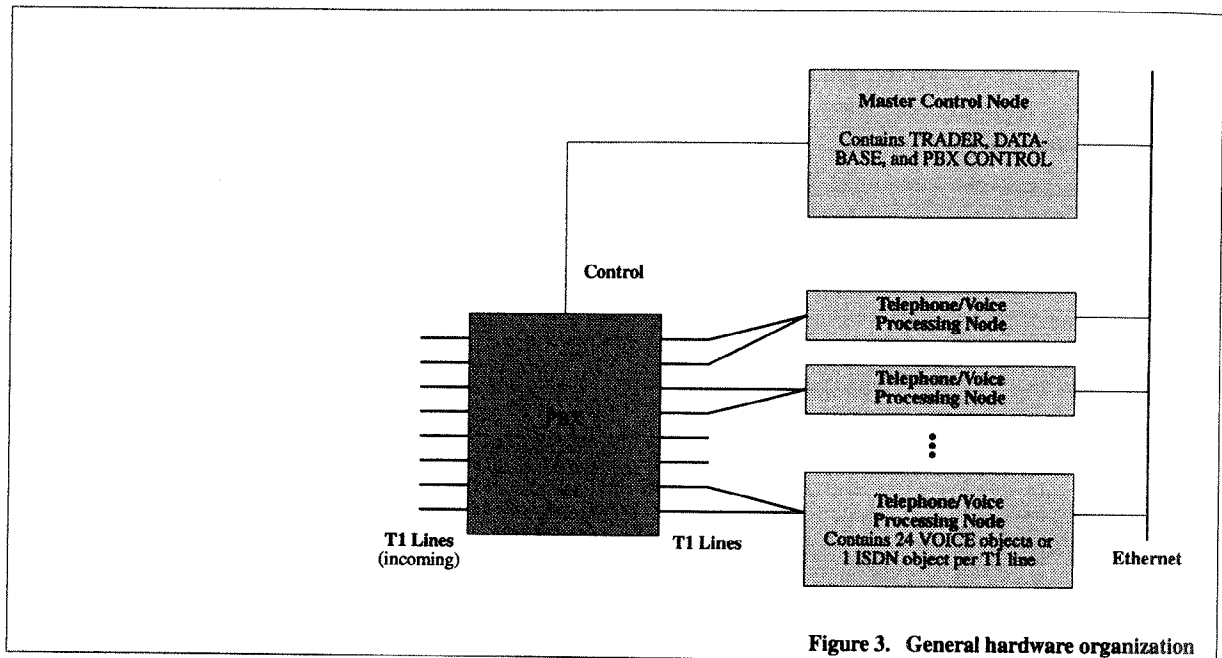 Master Control Node
Contains TRADER, DATA-
BASE, and PBX CONTROL
Control
Telephone/Voice
Processing Node
Telephone/Voice
Processing Node
PBX
Telephone/Voice
Processing Node
Contains 24 VOICE objects or
1 ISDN object per T1 line
T1 Lines
(incoming)
T1 Lines
Ethernet
Figure 3. General hardware organization